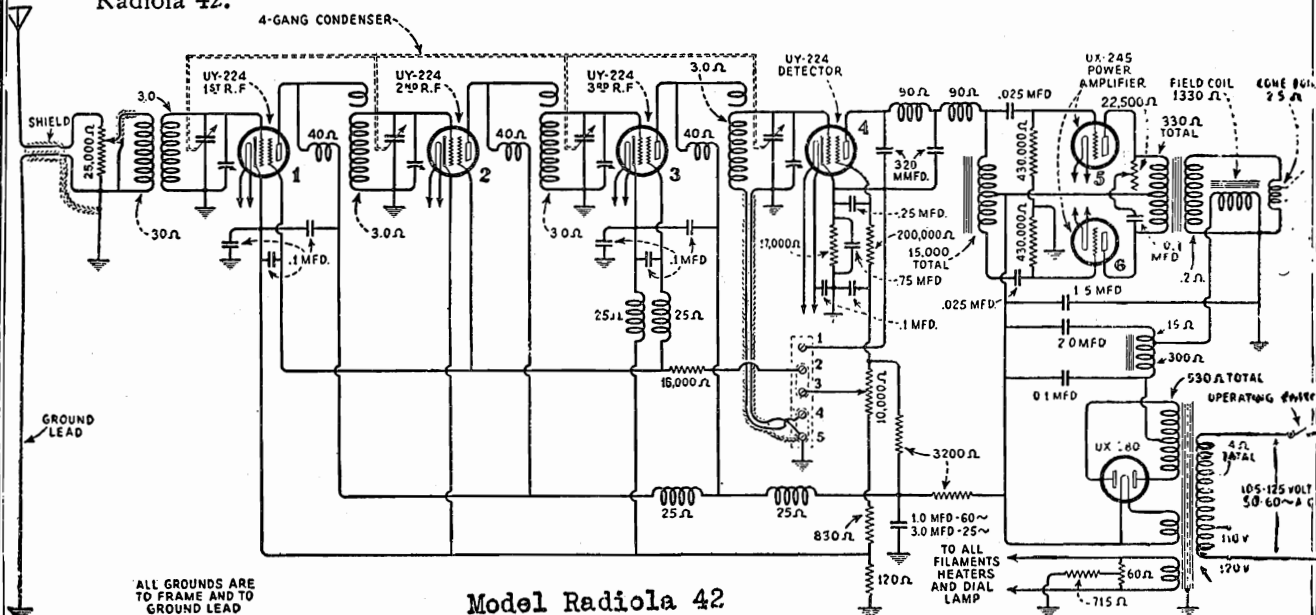 Radiola 42.
4-GANG CONDENSER
UY-224
1ST R.F
UY-224
2ND R.F
UY-224
3RD R.F
3.0Ω
UY-224
DETECTOR
UX-245
POWER
AMPLIFIER
FIELD COIL
1330 Ω
CONE
SHIELD
25,000Ω
3.0
40Ω
40Ω
40Ω
1
2
3
4
90Ω
90Ω
.025 MFD
22,500Ω
330Ω
TOTAL
430,000Ω
5
320
MMFD.
.25 MFD.
200,000Ω
15,000
TOTAL
430,000Ω
6
0.1
MFD
.2Ω
30Ω
3.0Ω
3.0Ω
.1 MFD.
.1 MFD
17,000Ω
.75 MFD
.1 MFD.
.025 MFD.
1 5 MFD
2.0 MFD
15 Ω
300Ω
0.1 MFD
25Ω
25Ω
16,000Ω
1
2
3
4
5
10,000Ω
530Ω TOTAL
OPERATING
GROUND
LEAD
3200Ω
UX 80
4Ω
TOTAL
105-125 VOLT
50-60~A C
110V
120V
25Ω
25Ω
830Ω
1.0 MFD-60~
3.0 MFD-25~
TO ALL
FILAMENTS
HEATERS
AND DIAL
LAMP
60Ω
.715Ω
120Ω
ALL GROUNDS ARE
TO FRAME AND TO
GROUND LEAD
Model Radiola 42